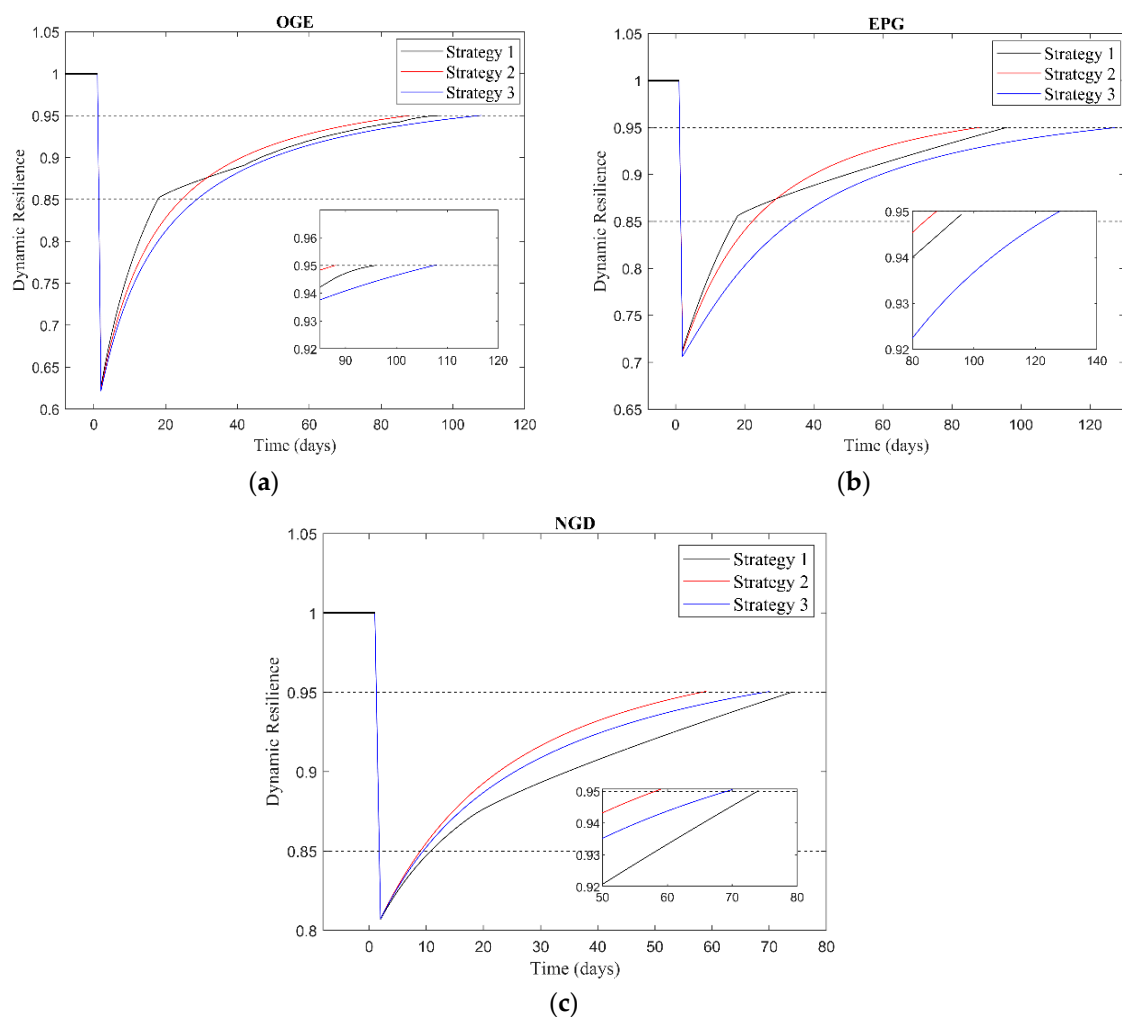 OGE
1.05
1
0.95
0.9
0.85
0.8
0.75
0.7
0.65
0.6
Dynamic Resilience
Strategy 1
Strategy 2
Strategy 3
0.96
0.95
0.94
0.93
0.92
90 100 110 120
0 20 40 60 80 100 120
Time (days)
(a)
EPG
1.05
1
0.95
0.9
0.85
0.8
0.75
0.7
0.65
Dynamic Resilience
Strategy 1
Strategy 2
Strategy 3
0.95
0.94
0.93
0.92
80 100 120 140
0 20 40 60 80 100 120
Time (days)
(b)
NGD
1.05
1
0.95
0.9
0.85
0.8
Dynamic Resilience
Strategy 1
Strategy 2
Strategy 3
0.95
0.94
0.93
0.92
50 60 70 80
0 10 20 30 40 50 60 70 80
Time (days)
(c)